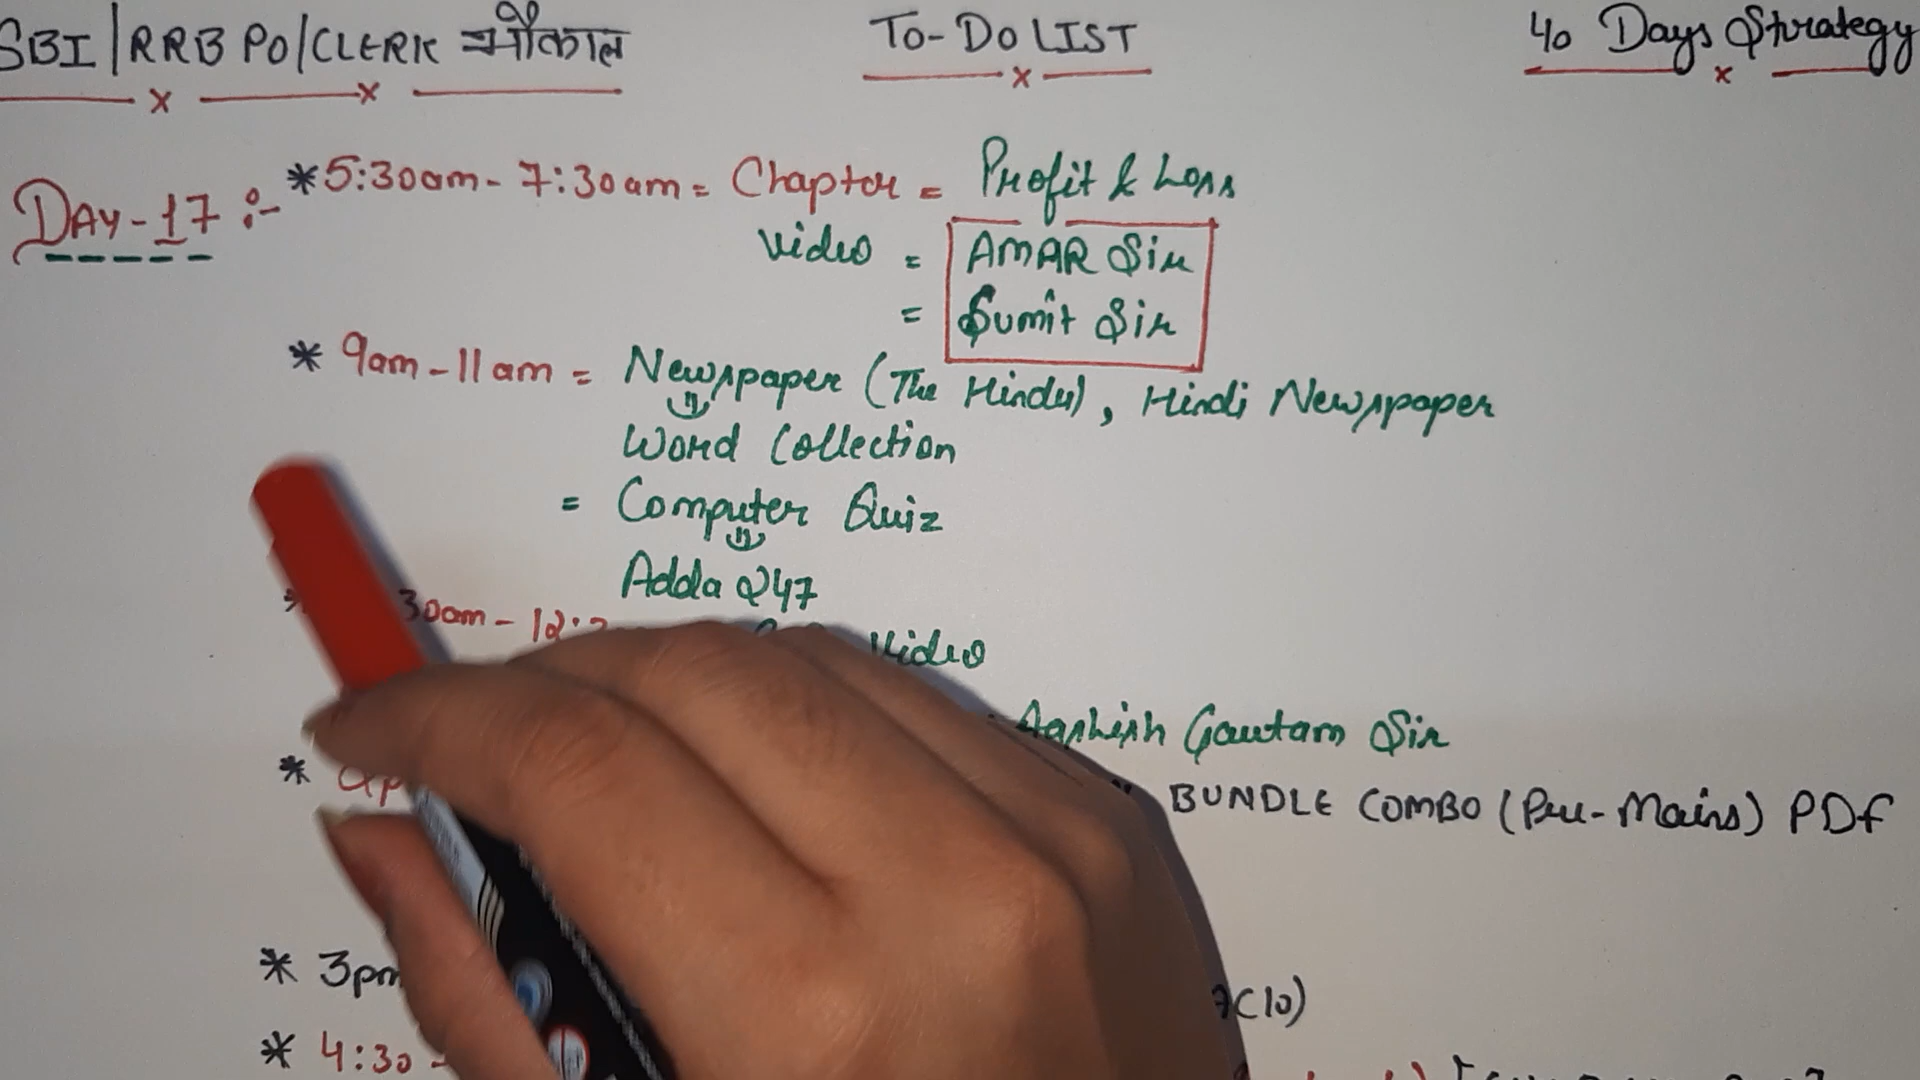 SBI/RRB PO/CLERK भौकाल
TO-DO LIST
40 Days Strategy
DAY-17 :-
* 5:30am - 7:30am = Chapter = Profit & Loss
Video = AMAR Sir
= Sumit Sir
* 9am - 11am = Newspaper (The Hindu), Hindi Newspaper
Word Collection
= Computer Quiz
Adda 247
30am - 12:
Video
Aashish Gautam Sir
BUNDLE COMBO (Pre-Mains) PDF
* 3pm
(10)
* 4:30 -